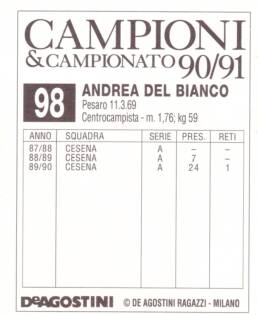 CAMPIONI
& CAMPIONATO 90/91
98 ANDREA DEL BIANCO
Pesaro 11.3.69
Centrocampista - m. 1,76; kg 59
ANNO SQUADRA SERIE PRES. RETI
87/88 CESENA A – –
88/89 CESENA A 7 –
89/90 CESENA A 24 1
DEAGOSTINI © DE AGOSTINI RAGAZZI - MILANO